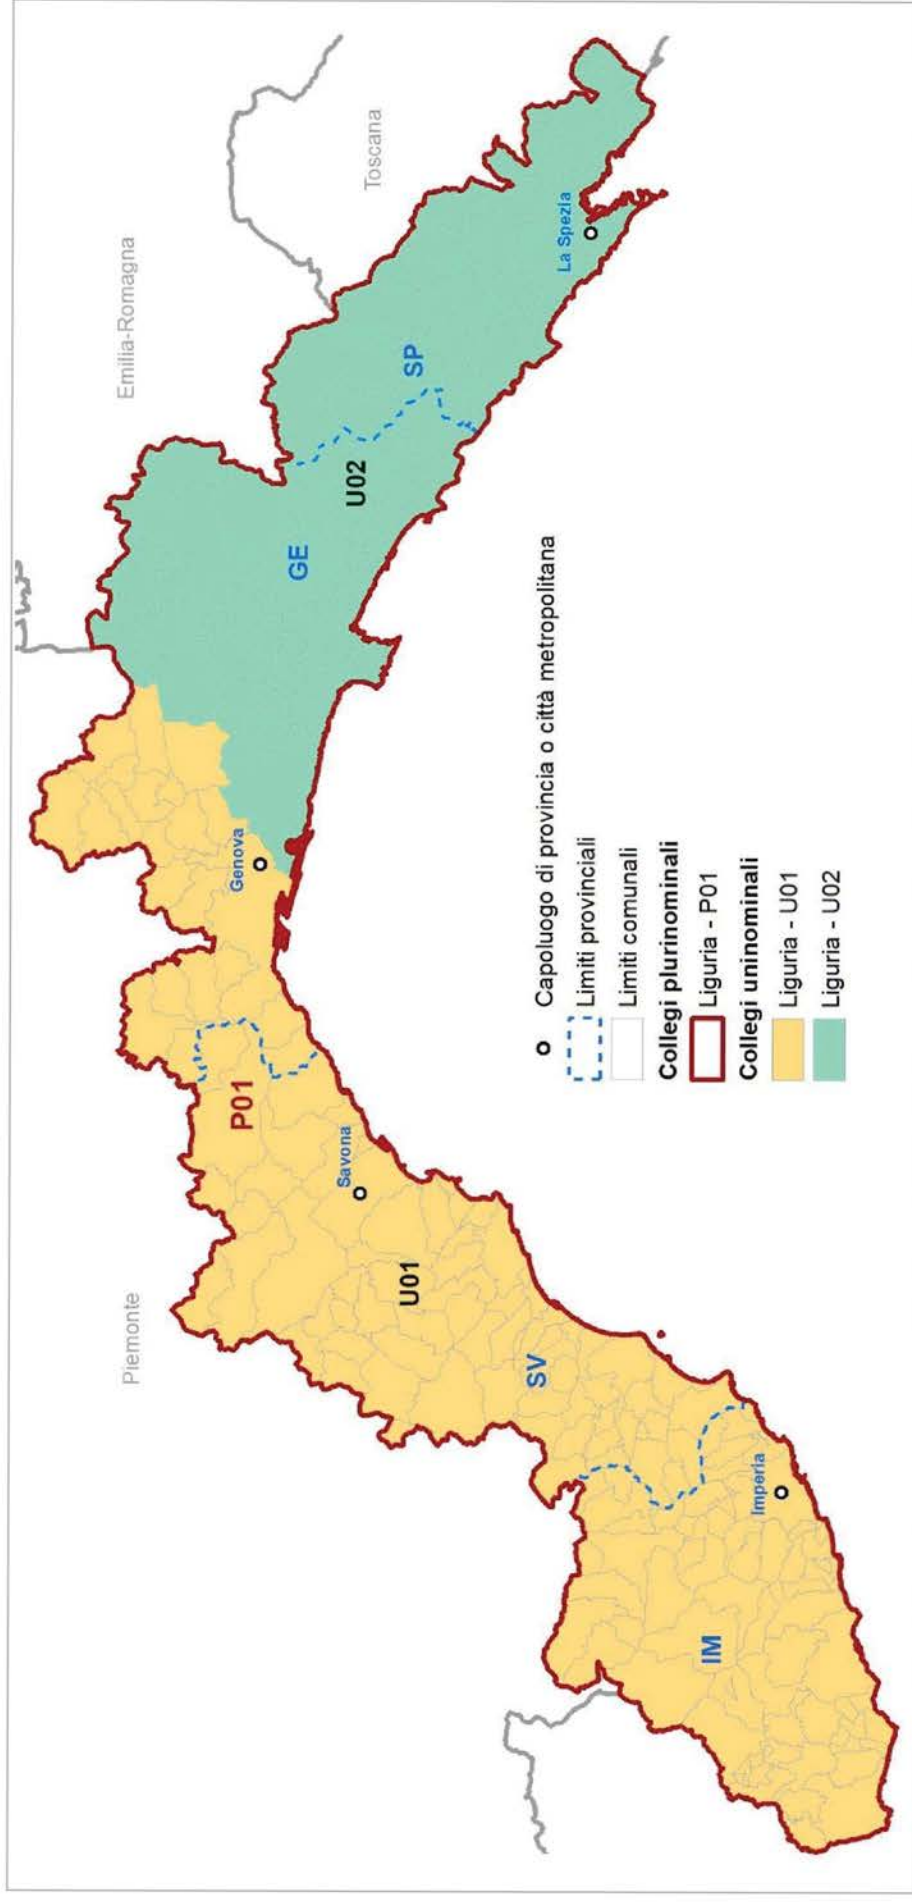 Piemonte
Emilia-Romagna
Toscana
P01
Genova
GE
U02
SP
La Spezia
Savona
U01
SV
Imperia
IM
Capoluogo di provincia o città metropolitana
Limiti provinciali
Limiti comunali
Collegi plurinominali
Liguria - P01
Collegi uninominali
Liguria - U01
Liguria - U02